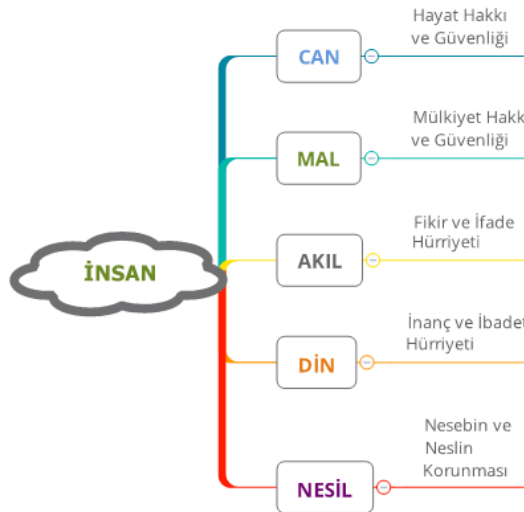 Hayat Hakkı
ve Güvenliği
CAN
Mülkiyet Hakk
ve Güvenliği
MAL
Fikir ve İfade
Hürriyeti
AKIL
İNSAN
İnanç ve İbadet
Hürriyeti
DİN
Nesebin ve
Neslin
Korunması
NESİL